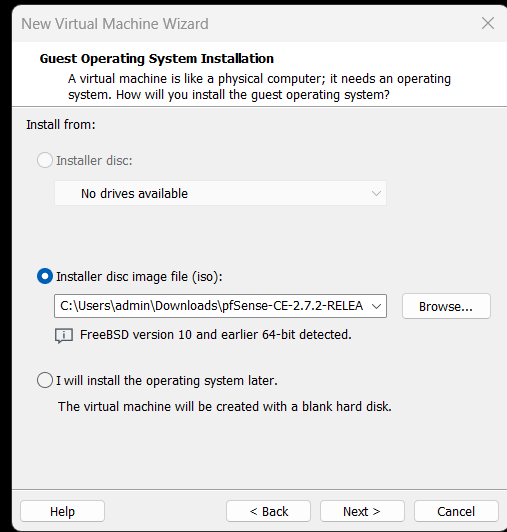 New Virtual Machine Wizard
Guest Operating System Installation
A virtual machine is like a physical computer; it needs an operating
system. How will you install the guest operating system?
Install from:
Installer disc:
No drives available
Installer disc image file (iso):
C:\Users\admin\Downloads\pfSense-CE-2.7.2-RELEA
Browse...
FreeBSD version 10 and earlier 64-bit detected.
I will install the operating system later.
The virtual machine will be created with a blank hard disk.
Help
< Back
Next >
Cancel